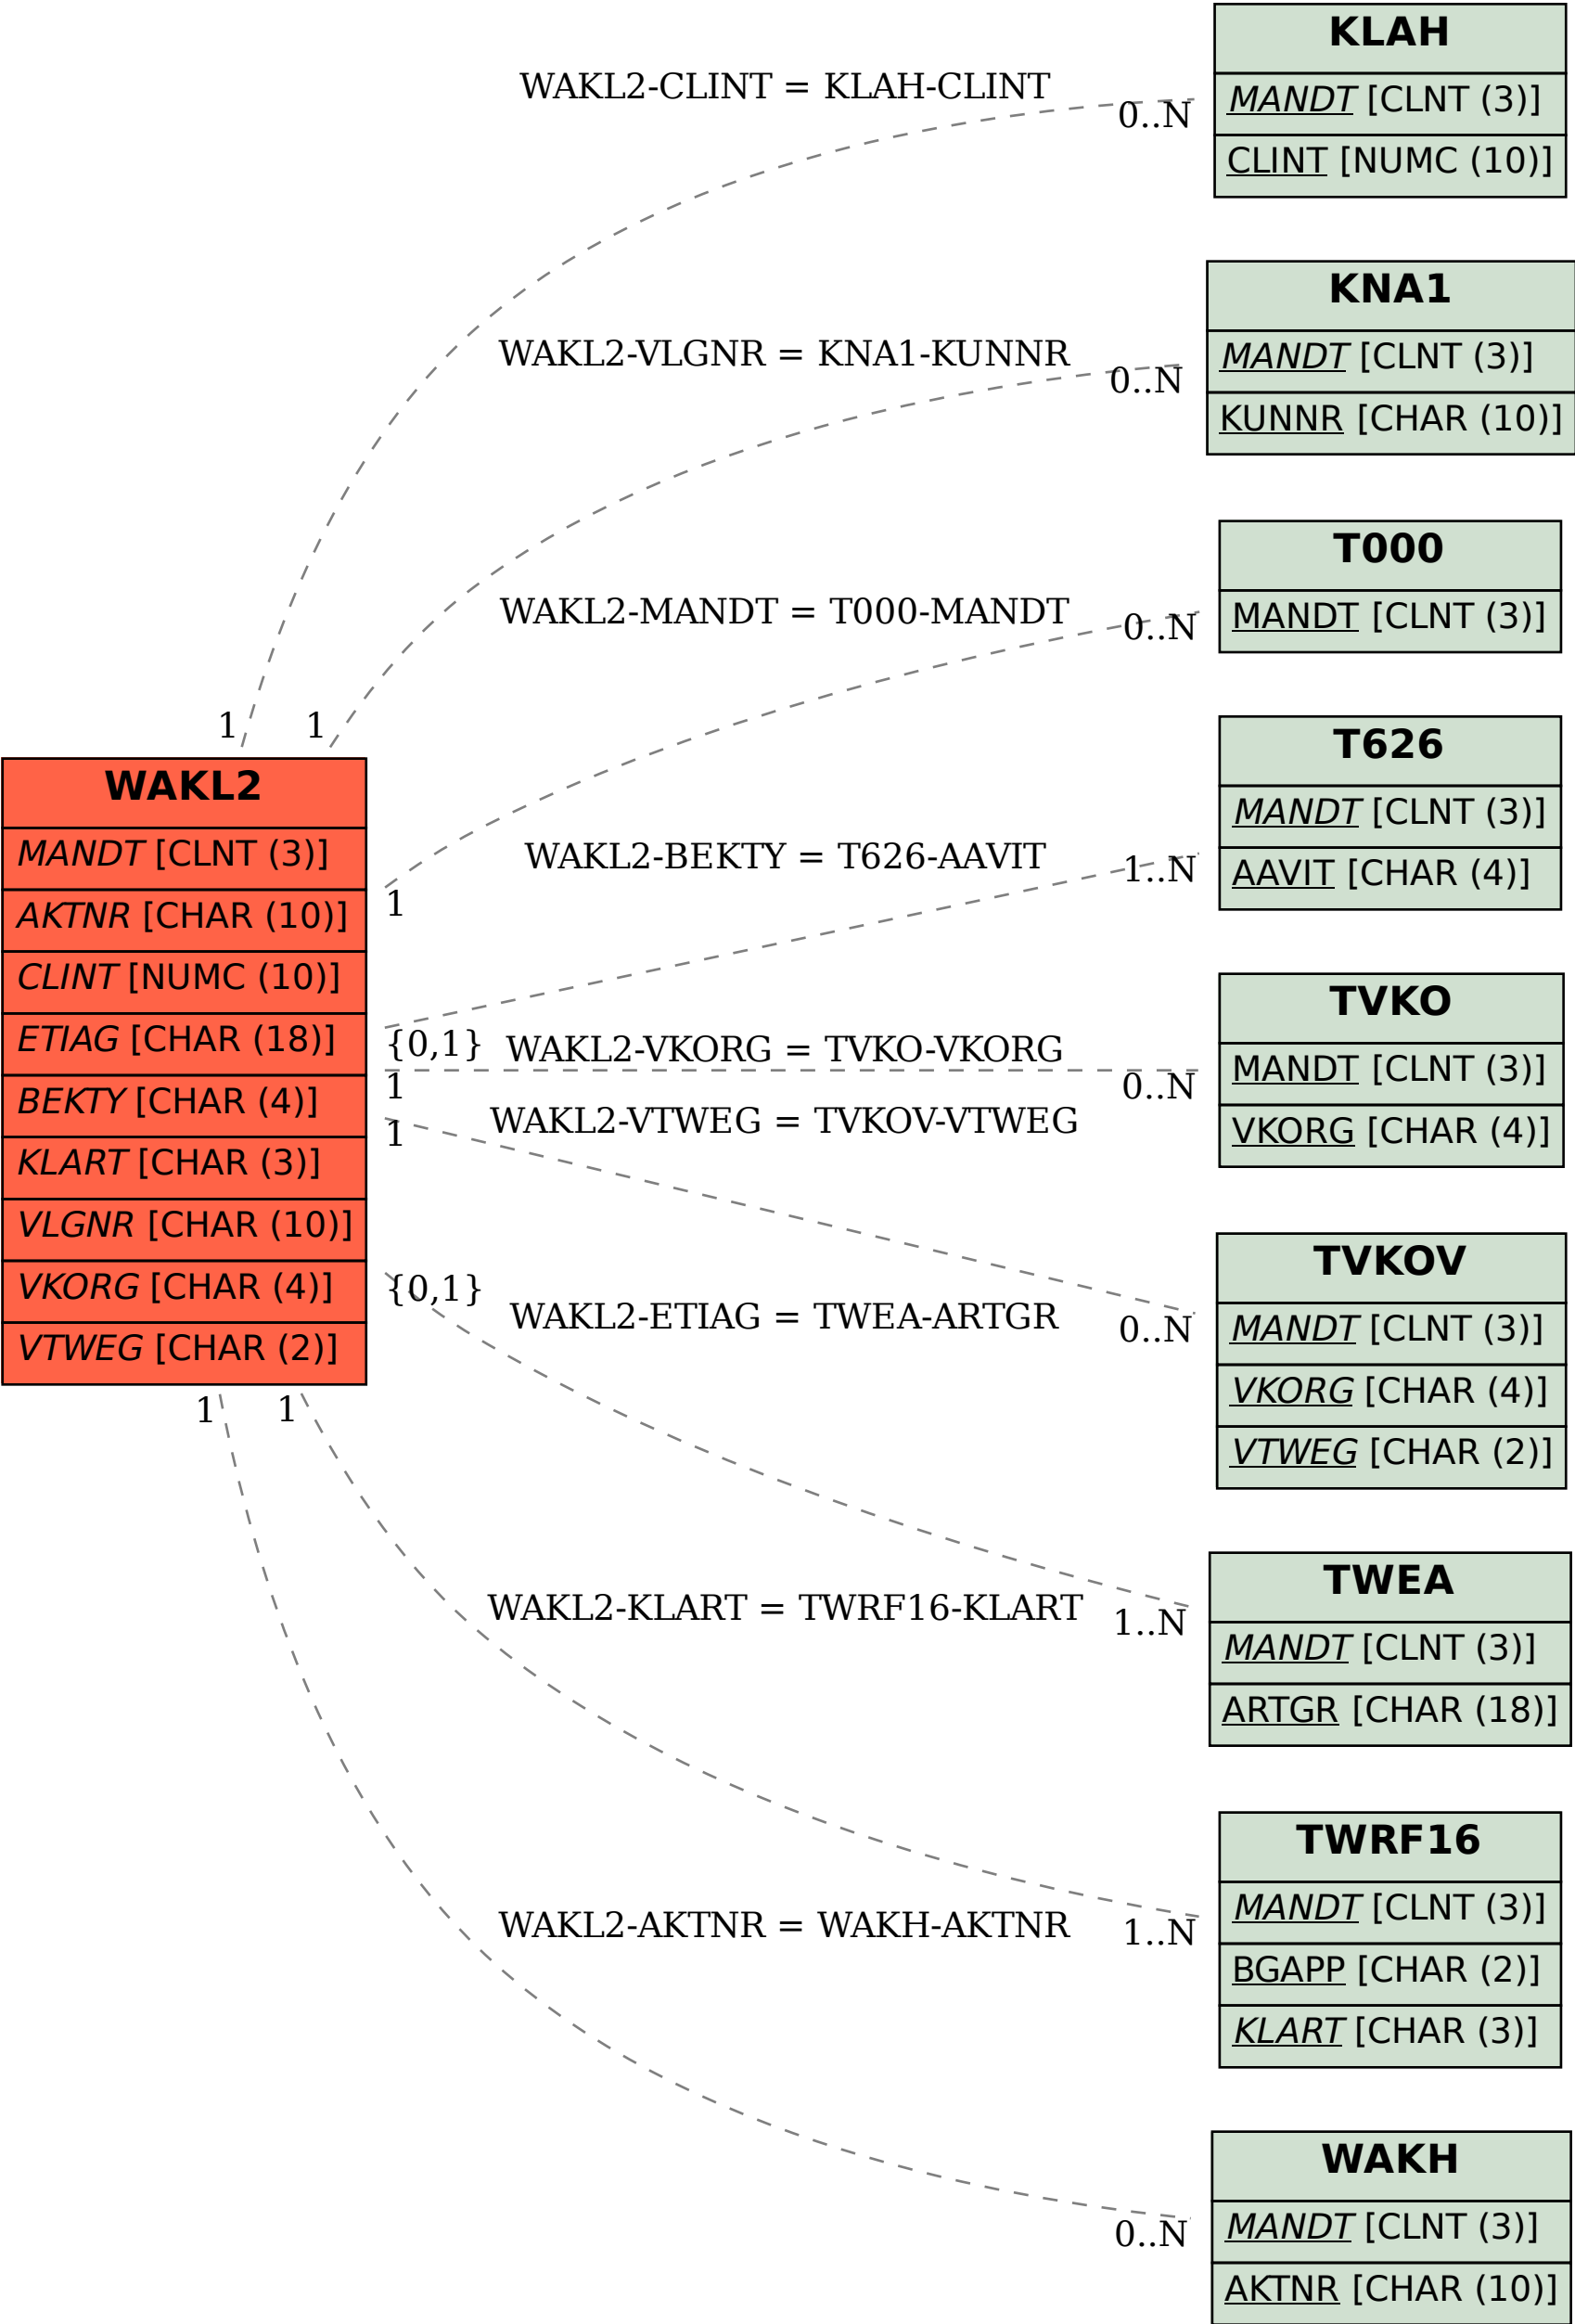 KLAH
MANDT [CLNT (3)]
CLINT [NUMC (10)]
WAKL2-CLINT = KLAH-CLINT
0..N
KNA1
MANDT [CLNT (3)]
KUNNR [CHAR (10)]
WAKL2-VLGNR = KNA1-KUNNR
0..N
T000
MANDT [CLNT (3)]
WAKL2-MANDT = T000-MANDT
0..N
T626
MANDT [CLNT (3)]
AAVIT [CHAR (4)]
WAKL2-BEKTY = T626-AAVIT
1..N
1
1
WAKL2
MANDT [CLNT (3)]
AKTNR [CHAR (10)]
CLINT [NUMC (10)]
ETIAG [CHAR (18)]
BEKTY [CHAR (4)]
KLART [CHAR (3)]
VLGNR [CHAR (10)]
VKORG [CHAR (4)]
VTWEG [CHAR (2)]
1
{0,1}
1
1
{0,1}
1
1
WAKL2-VKORG = TVKO-VKORG
0..N
TVKO
MANDT [CLNT (3)]
VKORG [CHAR (4)]
WAKL2-VTWEG = TVKOV-VTWEG
0..N
TVKOV
MANDT [CLNT (3)]
VKORG [CHAR (4)]
VTWEG [CHAR (2)]
WAKL2-ETIAG = TWEA-ARTGR
1..N
TWEA
MANDT [CLNT (3)]
ARTGR [CHAR (18)]
WAKL2-KLART = TWRF16-KLART
1..N
TWRF16
MANDT [CLNT (3)]
BGAPP [CHAR (2)]
KLART [CHAR (3)]
WAKL2-AKTNR = WAKH-AKTNR
0..N
WAKH
MANDT [CLNT (3)]
AKTNR [CHAR (10)]